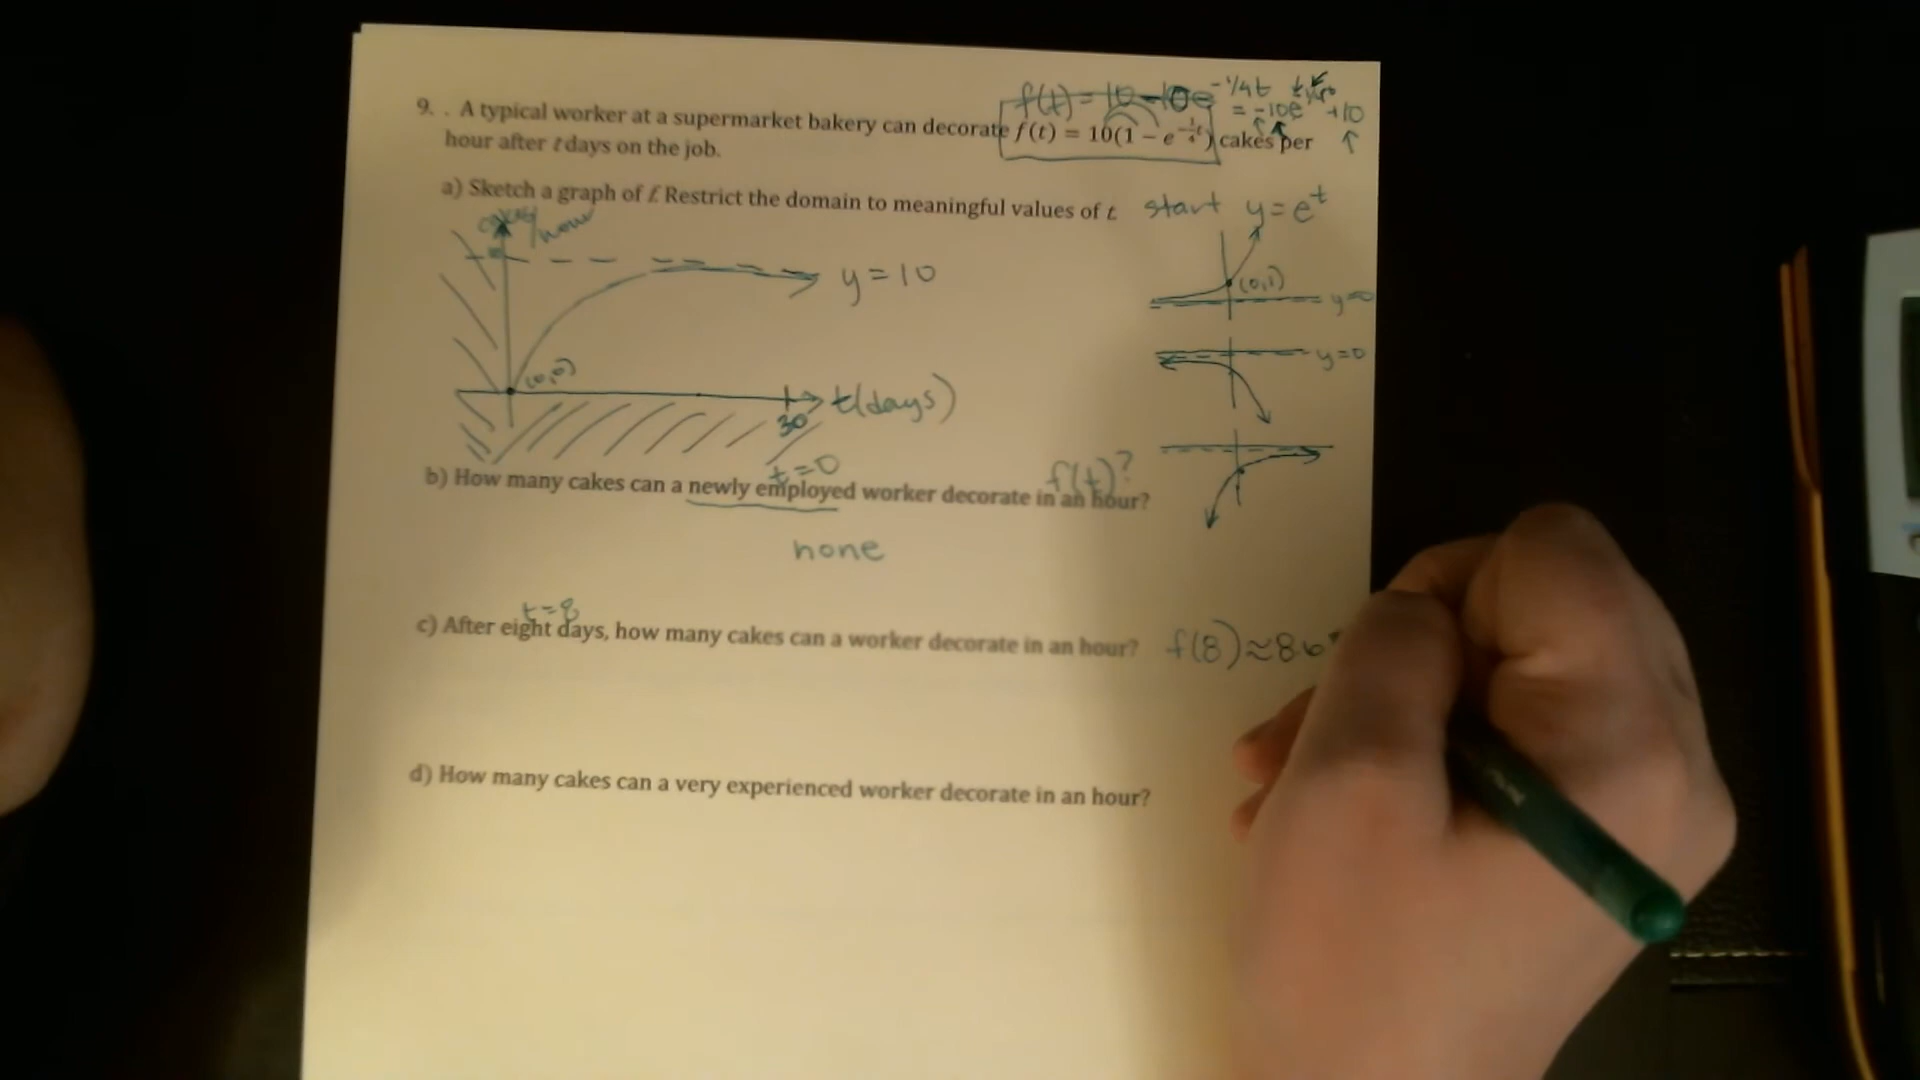 f(t) = 10 - 10e^-1/4t
= -10e +10
9. . A typical worker at a supermarket bakery can decorate f(t) = 10(1 − e^-1/4t) cakes per
hour after t days on the job.
a) Sketch a graph of f. Restrict the domain to meaningful values of t.
start y=e^t
cakes/hour
y=10
(0,1)
y=0
y=0
(0,0)
t(days)
30
t=0
f(t)?
b) How many cakes can a newly employed worker decorate in an hour?
none
t=8
c) After eight days, how many cakes can a worker decorate in an hour?
f(8)≈8.6
d) How many cakes can a very experienced worker decorate in an hour?